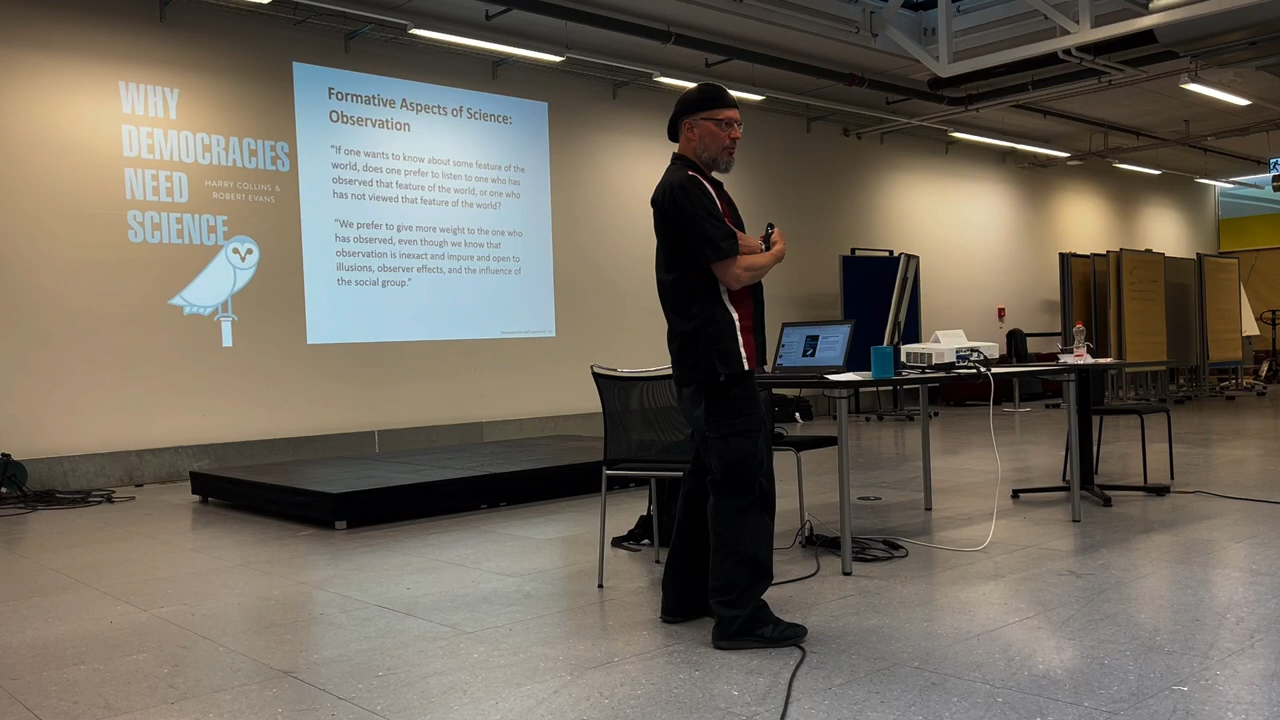 WHY
DEMOCRACIES
NEED
HARRY COLLINS &
ROBERT EVANS
SCIENCE
Formative Aspects of Science:
Observation
"If one wants to know about some feature of the
world, does one prefer to listen to one who has
observed that feature of the world, or one who
has not viewed that feature of the world?
"We prefer to give more weight to the one who
has observed, even though we know that
observation is inexact and impure and open to
illusions, observer effects, and the influence of
the social group."